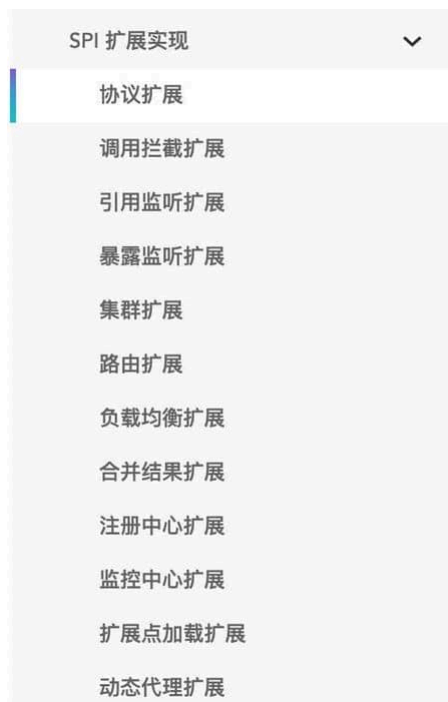 SPI 扩展实现
协议扩展
调用拦截扩展
引用监听扩展
暴露监听扩展
集群扩展
路由扩展
负载均衡扩展
合并结果扩展
注册中心扩展
监控中心扩展
扩展点加载扩展
动态代理扩展